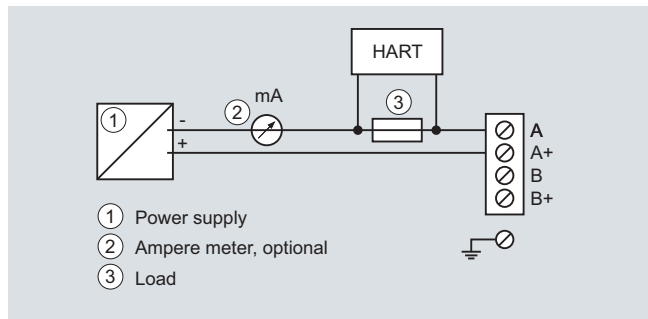 HART
mA
2
3
1
-
+
A
A+
B
B+
1 Power supply
2 Ampere meter, optional
3 Load